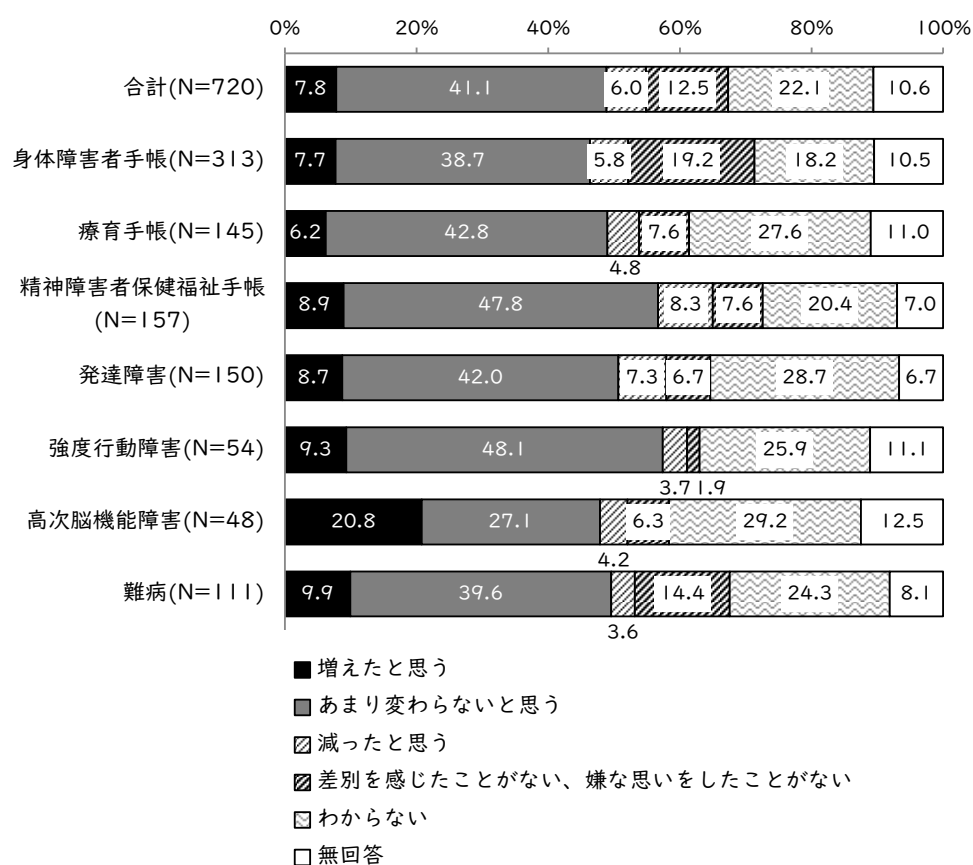 0% 20% 40% 60% 80% 100%
合計(N=720) 7.8 41.1 6.0 12.5 22.1 10.6
身体障害者手帳(N=313) 7.7 38.7 5.8 19.2 18.2 10.5
療育手帳(N=145) 6.2 42.8 7.6 27.6 11.0
4.8
精神障害者保健福祉手帳
(N=157) 8.9 47.8 8.3 7.6 20.4 7.0
発達障害(N=150) 8.7 42.0 7.3 6.7 28.7 6.7
強度行動障害(N=54) 9.3 48.1 25.9 11.1
3.7 1.9
高次脳機能障害(N=48) 20.8 27.1 6.3 29.2 12.5
4.2
難病(N=111) 9.9 39.6 14.4 24.3 8.1
3.6
増えたと思う
あまり変わらないと思う
減ったと思う
差別を感じたことがない、嫌な思いをしたことがない
わからない
無回答